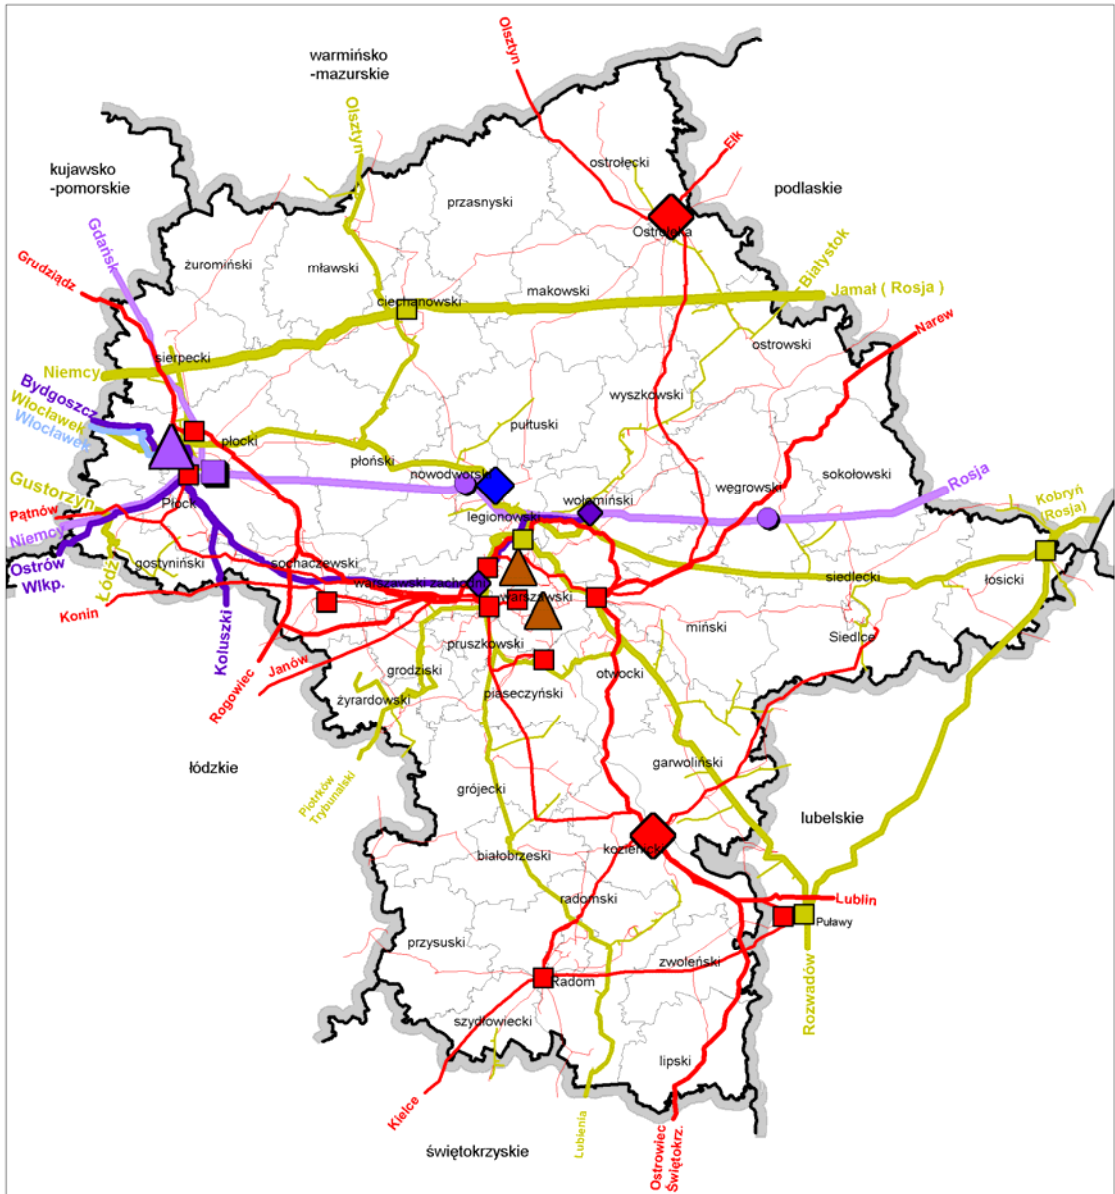 Olsztyn
warmińsko
-mazurskie
Olsztyn
Ełk
ostrołęcki
kujawsko
-pomorskie
podlaskie
przasnyski
Ostrołęka
Gdańsk
Grudziądz
żuromiński
mławski
Białystok
makowski
Jamał ( Rosja )
ciechanowski
Narew
ostrowski
sierpecki
Niemcy
Bydgoszcz
Włocławek
Włocławek
wyszkowski
pułtuski
płocki
płoński
nowodworski
sokołowski
węgrowski
Rosja
Gustorzyn
Płock
wołomiński
Kobryń
(Rosja)
Pątnów
legionowski
Niemcy
Ostrów
Wlkp.
Łódź
gostyniński
sochaczewski
warszawski zachodni
siedlecki
łosicki
Konin
warszawski
Koluszki
miński
Siedlce
pruszkowski
Janów
grodziski
otwocki
Rogowiec
żyrardowski
piaseczyński
łódzkie
garwoliński
Piotrków
Trybunalski
grójecki
lubelskie
białobrzeski
kozienicki
radomski
Lublin
Puławy
przysuski
zwoleński
Radom
Rozwadów
szydłowiecki
lipski
Kielce
Lubienia
świętokrzyskie
Ostrowiec
Świętokrz.